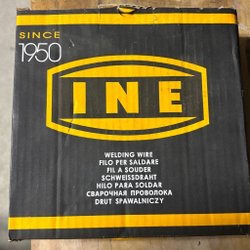 SINCE
1950
INE
WELDING WIRE
FILO PER SALDARE
FIL A SOUDER
SCHWEISSDRAHT
HILO PARA SOLDAR
СВАРОЧНАЯ ПРОВОЛОКА
DRUT SPAWALNICZY